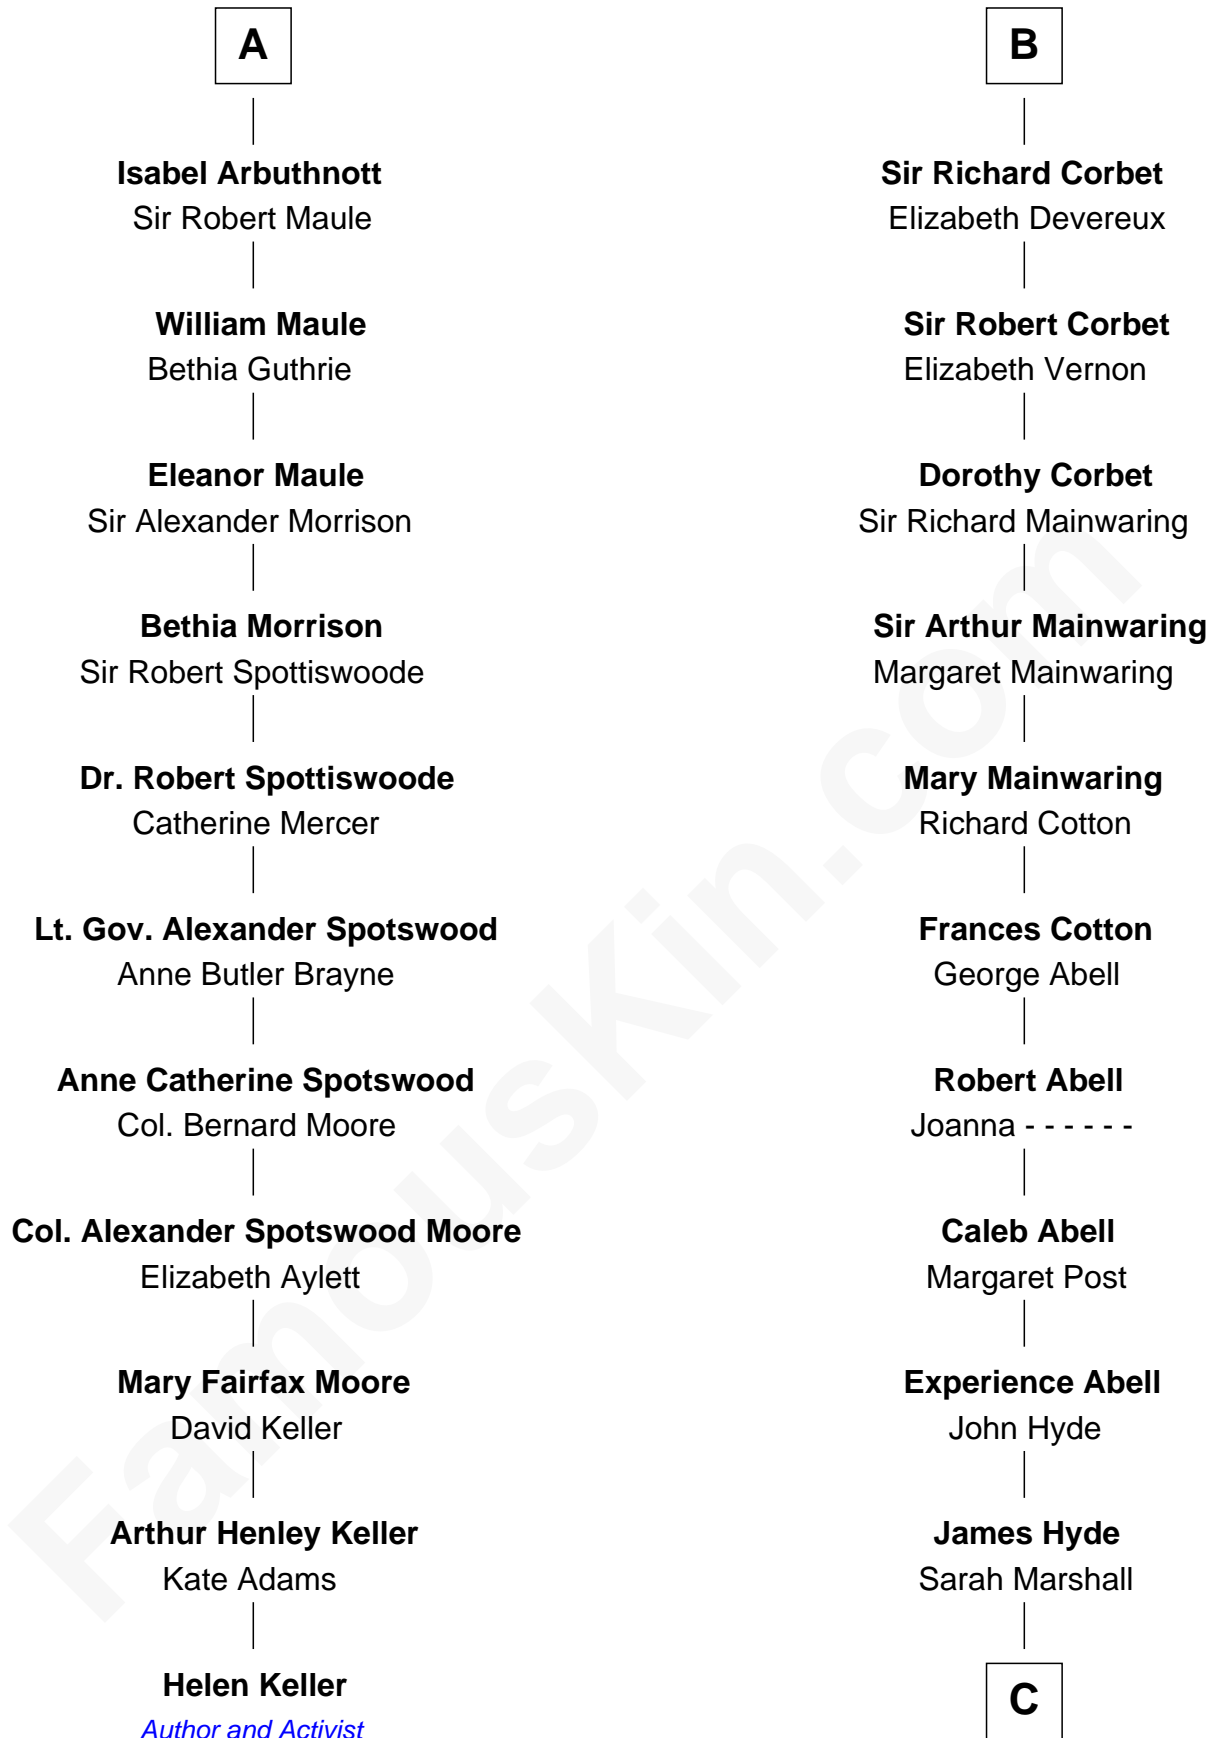 A
Isabel Arbuthnott
Sir Robert Maule
William Maule
Bethia Guthrie
Eleanor Maule
Sir Alexander Morrison
Bethia Morrison
Sir Robert Spottiswoode
Dr. Robert Spottiswoode
Catherine Mercer
Lt. Gov. Alexander Spotswood
Anne Butler Brayne
Anne Catherine Spotswood
Col. Bernard Moore
Col. Alexander Spotswood Moore
Elizabeth Aylett
Mary Fairfax Moore
David Keller
Arthur Henley Keller
Kate Adams
Helen Keller
Author and Activist
B
Sir Richard Corbet
Elizabeth Devereux
Sir Robert Corbet
Elizabeth Vernon
Dorothy Corbet
Sir Richard Mainwaring
Sir Arthur Mainwaring
Margaret Mainwaring
Mary Mainwaring
Richard Cotton
Frances Cotton
George Abell
Robert Abell
Joanna - - - - - -
Caleb Abell
Margaret Post
Experience Abell
John Hyde
James Hyde
Sarah Marshall
C
FamousKin.com